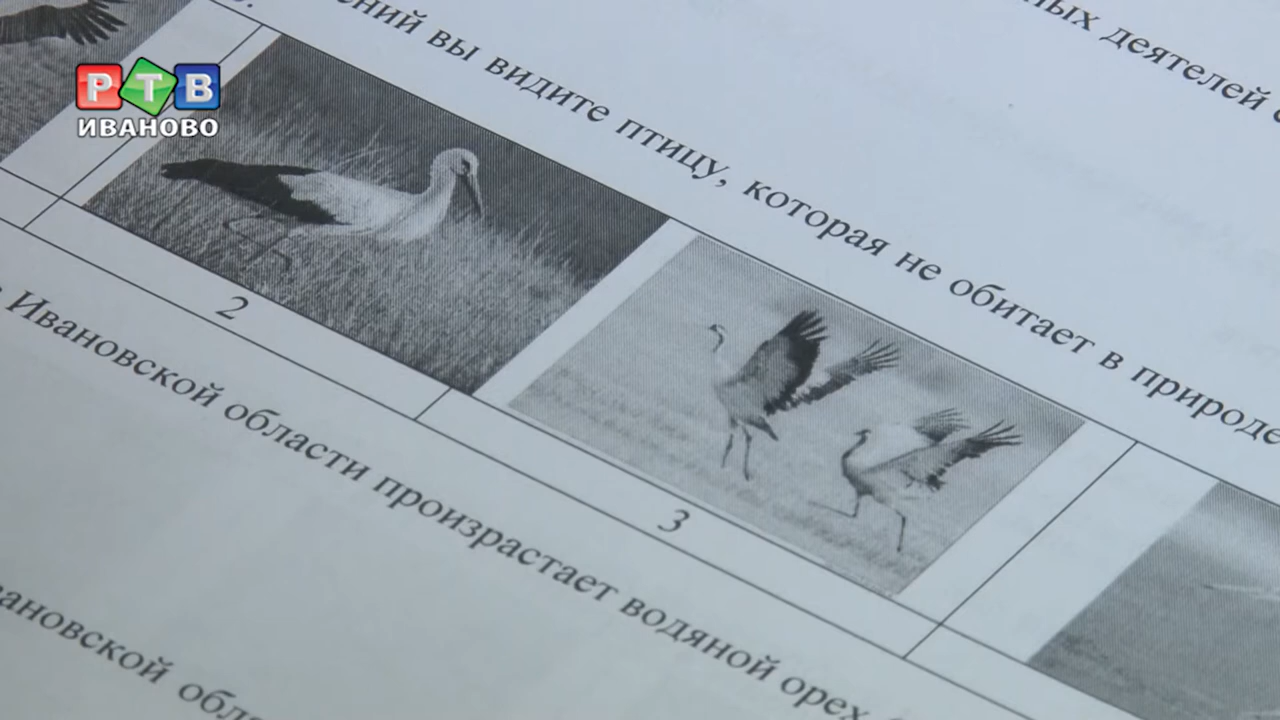 РТВ
ИВАНОВО
ных деятелей
ений вы видите птицу, которая не обитает в природе
2
3
Ивановской области произрастает водяной орех
ановской обла